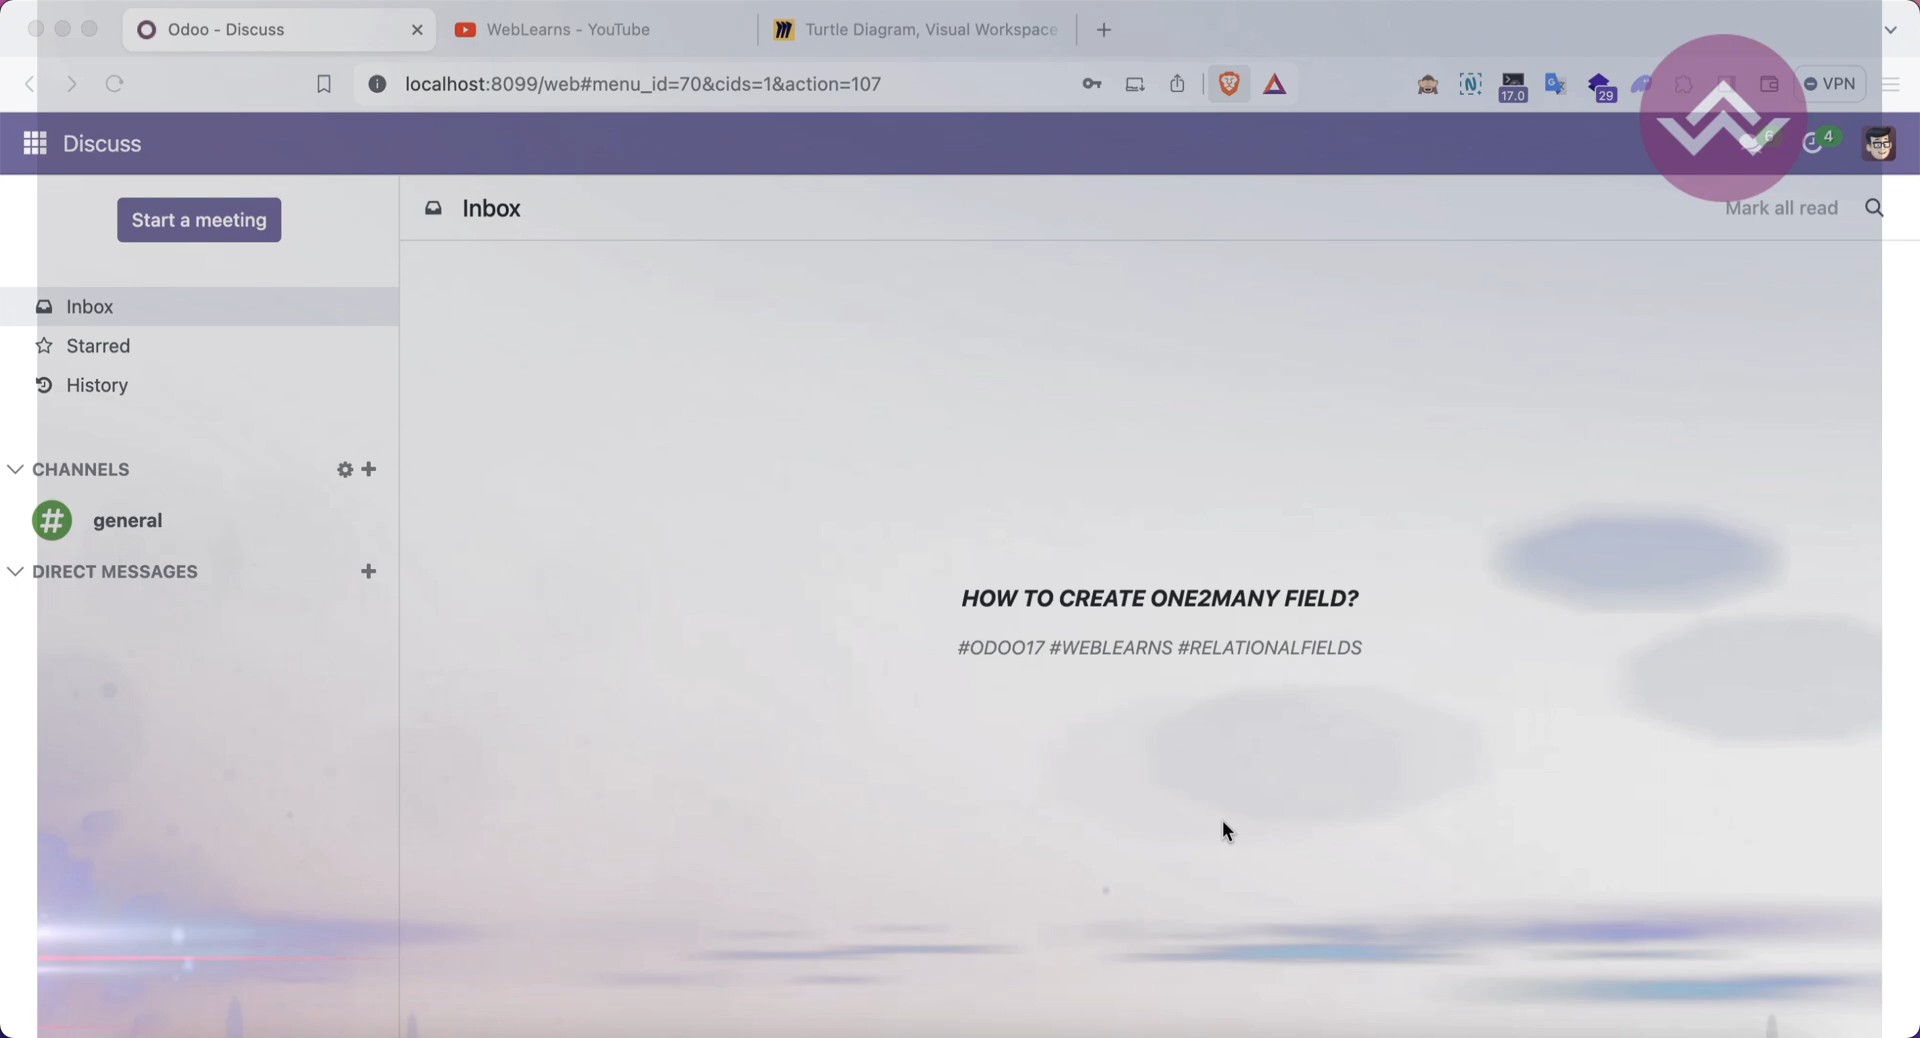 Odoo - Discuss
WebLearns - YouTube
Turtle Diagram, Visual Workspace
localhost:8099/web#menu_id=70&cids=1&action=107
17.0
29
VPN
Discuss
6
4
Start a meeting
Inbox
Mark all read
Inbox
Starred
History
CHANNELS
general
DIRECT MESSAGES
HOW TO CREATE ONE2MANY FIELD?
#ODOO17 #WEBLEARNS #RELATIONALFIELDS